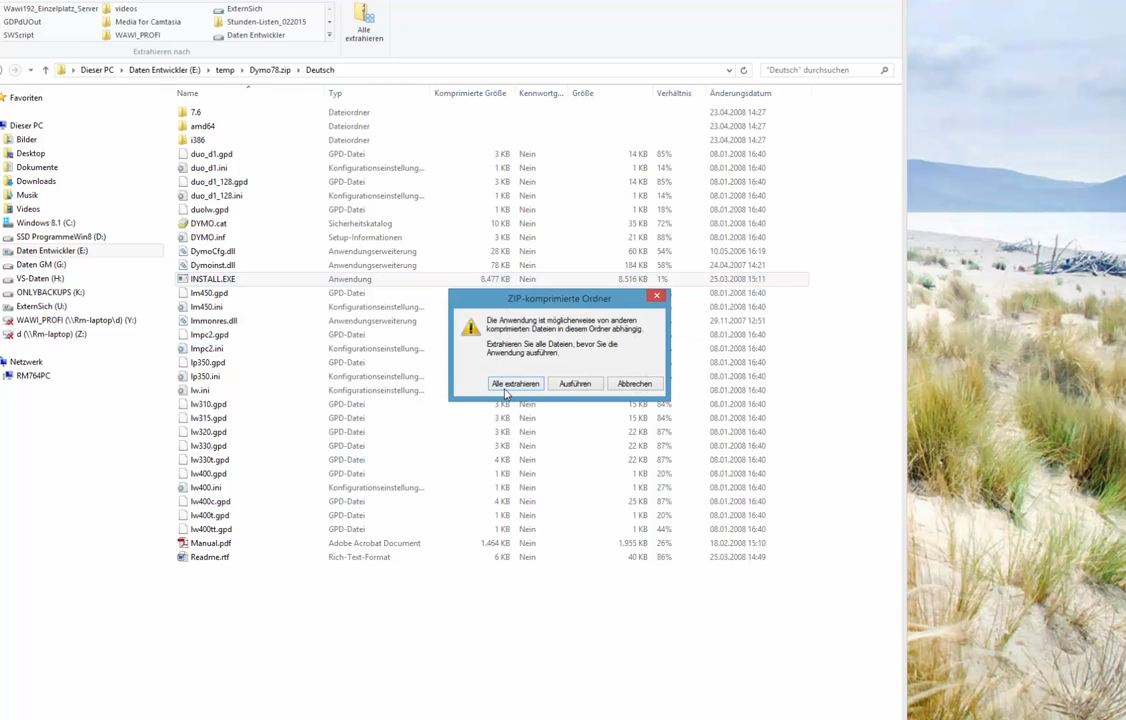 Wawi192_Einzelplatz_Server videos ExternSich
GDPdUOut Media for Camtasia Stunden-Listen_022015
SWScript WAWI_PROFI Daten Entwickler
Alle
extrahieren
Extrahieren nach
Dieser PC Daten Entwickler (E:) temp Dymo78.zip Deutsch "Deutsch" durchsuchen
Name Typ Komprimierte Größe Kennwortg... Größe Verhältnis Änderungsdatum
Favoriten
Dieser PC
Bilder
Desktop
Dokumente
Downloads
Musik
Videos
Windows 8.1 (C:)
SSD ProgrammeWin8 (D:)
Daten Entwickler (E:)
Daten GM (G:)
VS-Daten (H:)
ONLYBACKUPS (K:)
ExternSich (U:)
WAWI_PROFI (\\Rm-laptop\d) (Y:)
d (\\Rm-laptop) (Z:)
Netzwerk
RM764PC
7.6 Dateiordner 23.04.2008 14:27
amd64 Dateiordner 23.04.2008 14:27
i386 Dateiordner 23.04.2008 14:27
duo_d1.gpd GPD-Datei 3 KB Nein 14 KB 85% 08.01.2008 16:40
duo_d1.ini Konfigurationseinstellung... 1 KB Nein 1 KB 14% 08.01.2008 16:40
duo_d1_128.gpd GPD-Datei 3 KB Nein 14 KB 85% 08.01.2008 16:40
duo_d1_128.ini Konfigurationseinstellung... 1 KB Nein 1 KB 14% 08.01.2008 16:40
duolw.gpd GPD-Datei 1 KB Nein 1 KB 18% 08.01.2008 16:40
DYMO.cat Sicherheitskatalog 10 KB Nein 35 KB 72% 08.01.2008 16:40
DYMO.inf Setup-Informationen 3 KB Nein 21 KB 88% 08.01.2008 16:40
DymoCfg.dll Anwendungserweiterung 28 KB Nein 60 KB 54% 10.05.2006 16:19
Dymoinst.dll Anwendungserweiterung 78 KB Nein 184 KB 58% 24.04.2007 14:21
INSTALL.EXE Anwendung 8.477 KB Nein 8.516 KB 1% 25.03.2008 15:11
lm450.gpd GPD-Datei 08.01.2008 16:40
lm450.ini Konfigurationseinstellung... 08.01.2008 16:40
lmmonres.dll Anwendungserweiterung 29.11.2007 12:51
lmpc2.gpd GPD-Datei 08.01.2008 16:40
lmpc2.ini Konfigurationseinstellung... 08.01.2008 16:40
lp350.gpd GPD-Datei 08.01.2008 16:40
lp350.ini Konfigurationseinstellung... 08.01.2008 16:40
lw.ini Konfigurationseinstellung... 08.01.2008 16:40
lw310.gpd GPD-Datei 3 KB Nein 15 KB 84% 08.01.2008 16:40
lw315.gpd GPD-Datei 3 KB Nein 15 KB 84% 08.01.2008 16:40
lw320.gpd GPD-Datei 3 KB Nein 22 KB 87% 08.01.2008 16:40
lw330.gpd GPD-Datei 3 KB Nein 22 KB 87% 08.01.2008 16:40
lw330t.gpd GPD-Datei 4 KB Nein 22 KB 87% 08.01.2008 16:40
lw400.gpd GPD-Datei 1 KB Nein 1 KB 20% 08.01.2008 16:40
lw400.ini Konfigurationseinstellung... 1 KB Nein 1 KB 27% 08.01.2008 16:40
lw400c.gpd GPD-Datei 4 KB Nein 25 KB 87% 08.01.2008 16:40
lw400t.gpd GPD-Datei 1 KB Nein 1 KB 20% 08.01.2008 16:40
lw400tt.gpd GPD-Datei 1 KB Nein 1 KB 44% 08.01.2008 16:40
Manual.pdf Adobe Acrobat Document 1.464 KB Nein 1.955 KB 26% 18.02.2008 15:10
Readme.rtf Rich-Text-Format 6 KB Nein 40 KB 86% 25.03.2008 14:49
ZIP-komprimierte Ordner
Die Anwendung ist möglicherweise von anderen
komprimierten Dateien in diesem Ordner abhängig.
Extrahieren Sie alle Dateien, bevor Sie die
Anwendung ausführen.
Alle extrahieren Ausführen Abbrechen